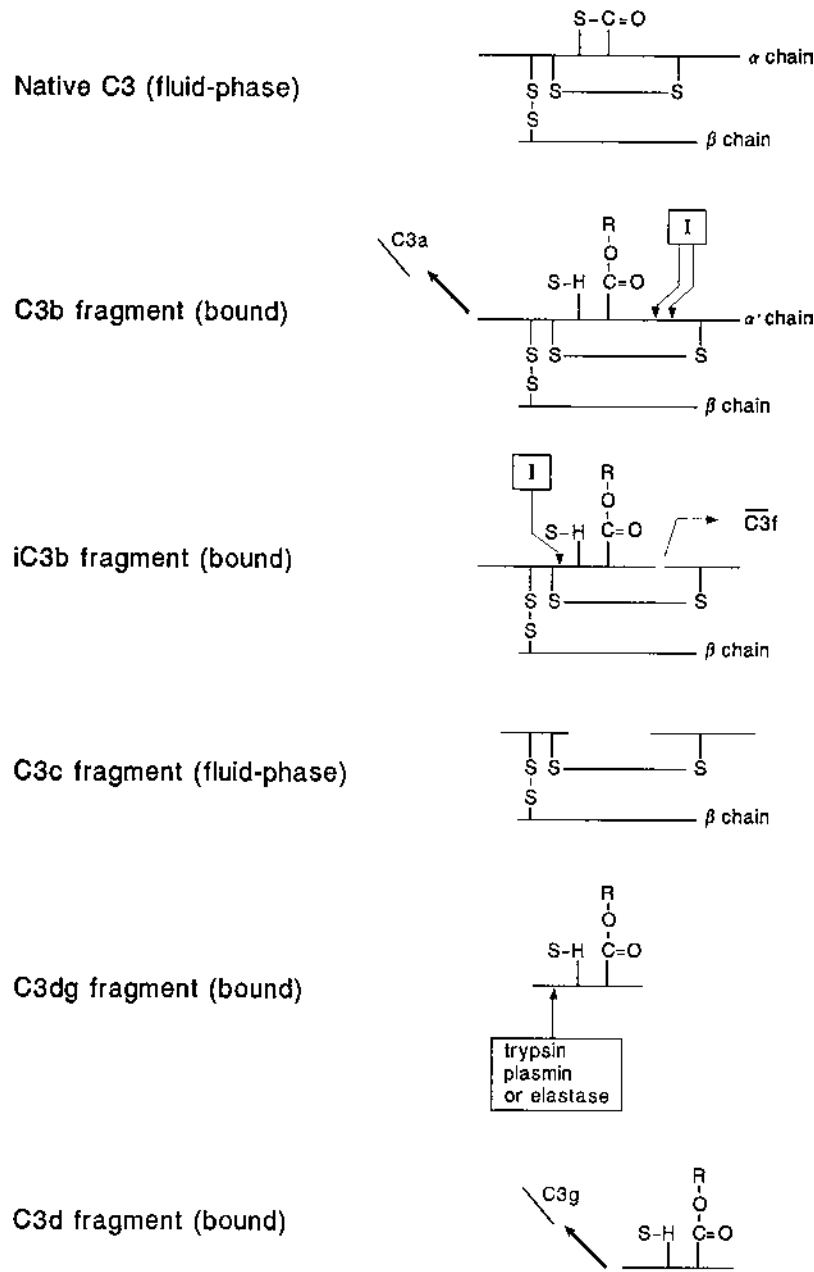 S-C=O
α chain
Native C3 (fluid-phase)
S S S
S
β chain
R
C3a
I
O
S-H C=O
C3b fragment (bound)
α' chain
S S S
S
β chain
R
I
O
C3f
S-H C=O
iC3b fragment (bound)
S S S
S
β chain
C3c fragment (fluid-phase)
S S S
S
β chain
R
O
S-H C=O
C3dg fragment (bound)
trypsin
plasmin
or elastase
R
C3g
O
C3d fragment (bound)
S-H C=O